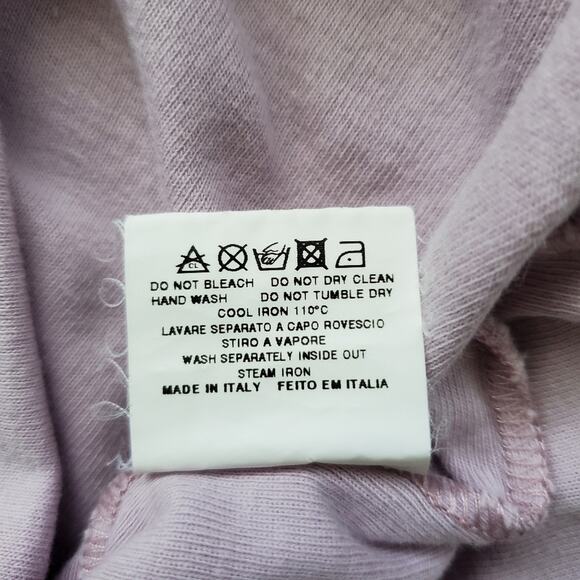 CL
DO NOT BLEACH DO NOT DRY CLEAN
HAND WASH DO NOT TUMBLE DRY
COOL IRON 110°C
LAVARE SEPARATO A CAPO ROVESCIO
STIRO A VAPORE
WASH SEPARATELY INSIDE OUT
STEAM IRON
MADE IN ITALY FEITO EM ITALIA